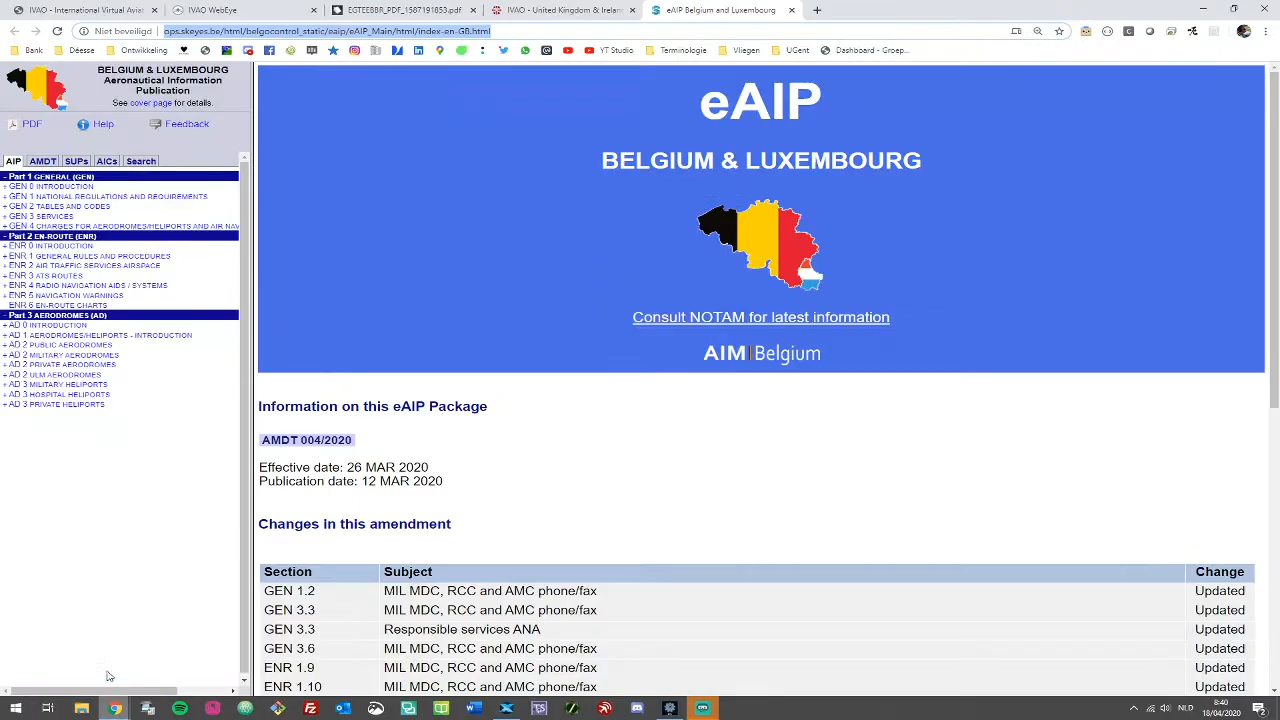 IVAO - International Virtual Aviati
IVAO WebEye
EGTEEBBR_PDF_1587191853.pdf
IVAO - United Kingdom & Ireland
eAIP Belgium and Luxembourg
Niet beveiligd
ops.skeyes.be/html/belgocontrol_static/eaip/eAIP_Main/html/index-en-GB.html
Bank
Déesse
Ontwikkeling
YT Studio
Terminologie
Vliegen
UGent
Dashboard - Groep...
BELGIUM & LUXEMBOURG
Aeronautical Information
Publication
See cover page for details.
PDF
Help
Feedback
AIP
AMDT
SUPs
AICs
Search
- Part 1 GENERAL (GEN)
+ GEN 0 INTRODUCTION
+ GEN 1 NATIONAL REGULATIONS AND REQUIREMENTS
+ GEN 2 TABLES AND CODES
+ GEN 3 SERVICES
+ GEN 4 CHARGES FOR AERODROMES/HELIPORTS AND AIR NAV
- Part 2 EN-ROUTE (ENR)
+ ENR 0 INTRODUCTION
+ ENR 1 GENERAL RULES AND PROCEDURES
+ ENR 2 AIR TRAFFIC SERVICES AIRSPACE
+ ENR 3 ATS ROUTES
+ ENR 4 RADIO NAVIGATION AIDS / SYSTEMS
+ ENR 5 NAVIGATION WARNINGS
ENR 6 EN-ROUTE CHARTS
- Part 3 AERODROMES (AD)
+ AD 0 INTRODUCTION
+ AD 1 AERODROMES/HELIPORTS - INTRODUCTION
+ AD 2 PUBLIC AERODROMES
+ AD 2 MILITARY AERODROMES
+ AD 2 PRIVATE AERODROMES
+ AD 2 ULM AERODROMES
+ AD 3 MILITARY HELIPORTS
+ AD 3 HOSPITAL HELIPORTS
+ AD 3 PRIVATE HELIPORTS
eAIP
BELGIUM & LUXEMBOURG
Consult NOTAM for latest information
AIM Belgium
Information on this eAIP Package
AMDT 004/2020
Effective date: 26 MAR 2020
Publication date: 12 MAR 2020
Changes in this amendment
Section Subject Change
GEN 1.2 MIL MDC, RCC and AMC phone/fax Updated
GEN 3.3 MIL MDC, RCC and AMC phone/fax Updated
GEN 3.3 Responsible services ANA Updated
GEN 3.6 MIL MDC, RCC and AMC phone/fax Updated
ENR 1.9 MIL MDC, RCC and AMC phone/fax Updated
ENR 1.10 MIL MDC, RCC and AMC phone/fax Updated
NLD
8:40
18/04/2020